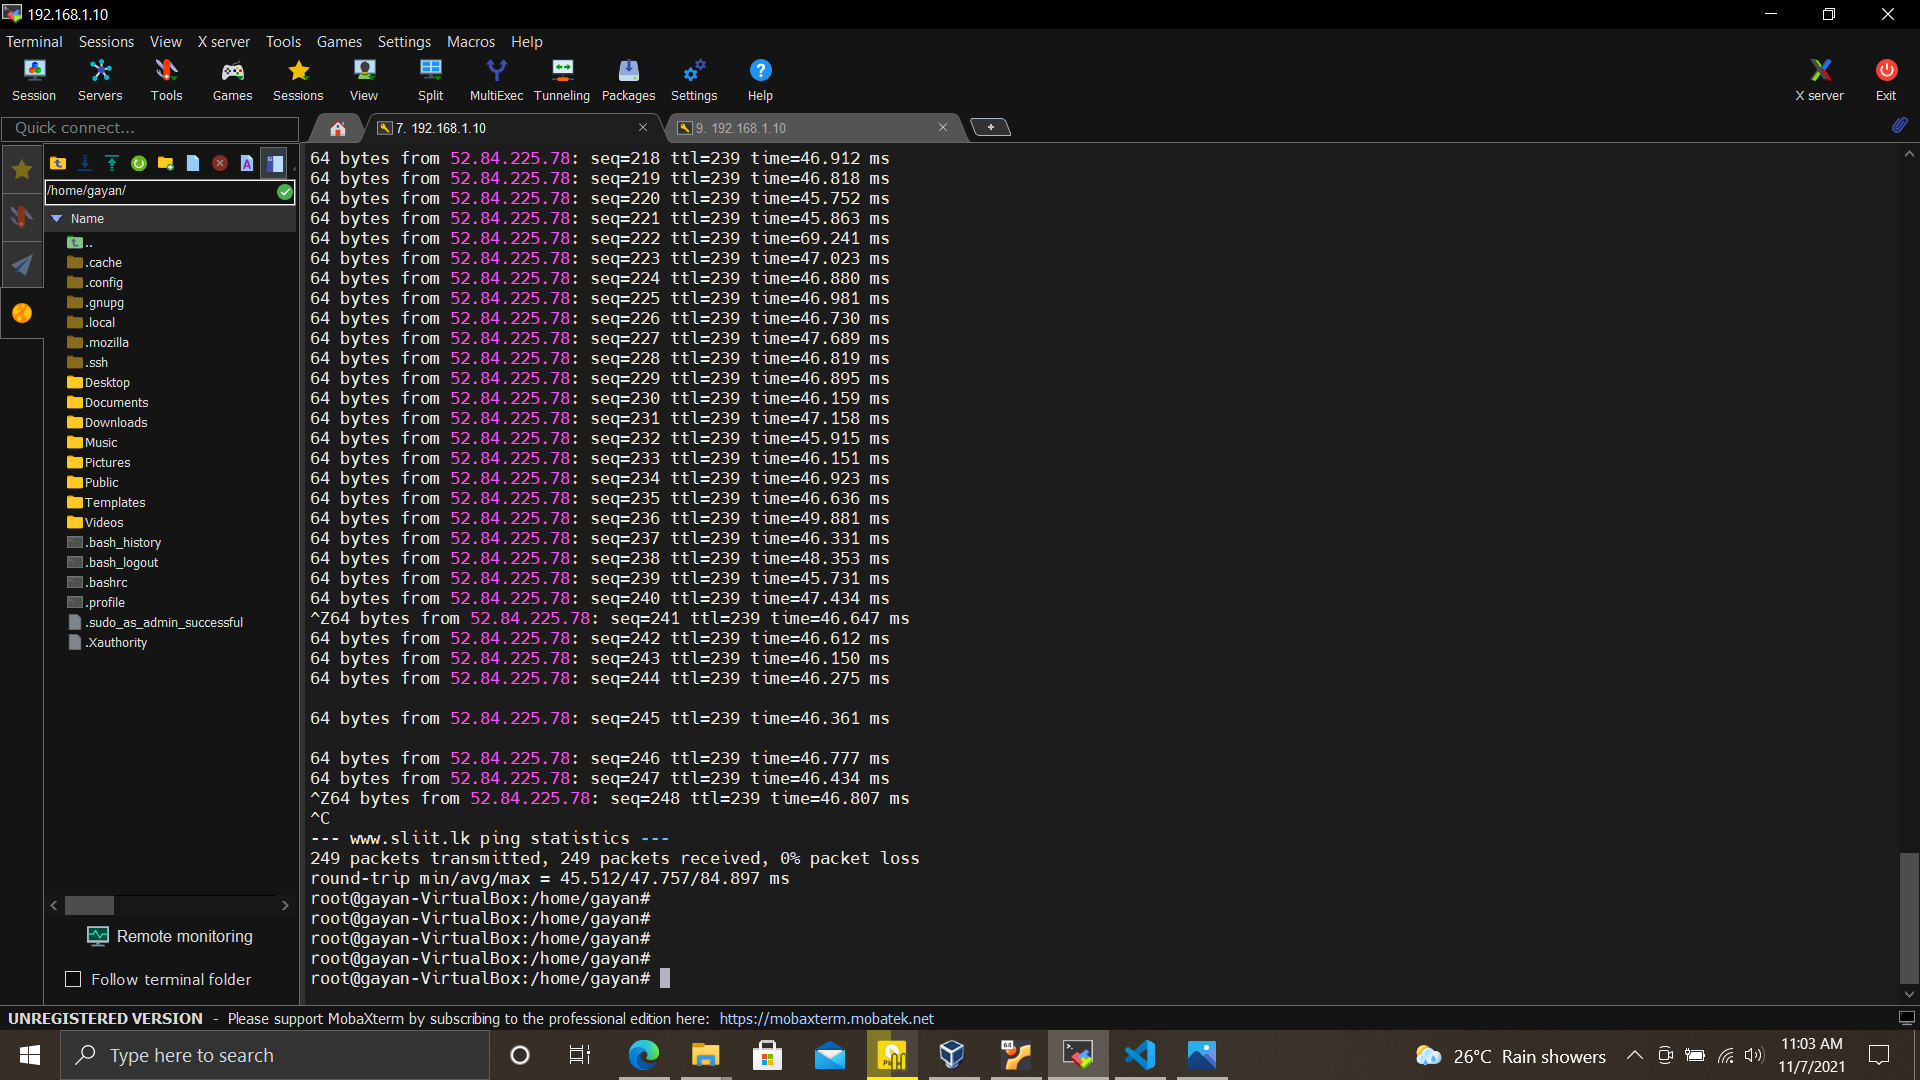 192.168.1.10
Terminal Sessions View X server Tools Games Settings Macros Help
Session Servers Tools Games Sessions View Split MultiExec Tunneling Packages Settings Help X server Exit
Quick connect...
7. 192.168.1.10
9. 192.168.1.10
/home/gayan/
Name
..
.cache
.config
.gnupg
.local
.mozilla
.ssh
Desktop
Documents
Downloads
Music
Pictures
Public
Templates
Videos
.bash_history
.bash_logout
.bashrc
.profile
.sudo_as_admin_successful
.Xauthority
Remote monitoring
Follow terminal folder
64 bytes from 52.84.225.78: seq=218 ttl=239 time=46.912 ms
64 bytes from 52.84.225.78: seq=219 ttl=239 time=46.818 ms
64 bytes from 52.84.225.78: seq=220 ttl=239 time=45.752 ms
64 bytes from 52.84.225.78: seq=221 ttl=239 time=45.863 ms
64 bytes from 52.84.225.78: seq=222 ttl=239 time=69.241 ms
64 bytes from 52.84.225.78: seq=223 ttl=239 time=47.023 ms
64 bytes from 52.84.225.78: seq=224 ttl=239 time=46.880 ms
64 bytes from 52.84.225.78: seq=225 ttl=239 time=46.981 ms
64 bytes from 52.84.225.78: seq=226 ttl=239 time=46.730 ms
64 bytes from 52.84.225.78: seq=227 ttl=239 time=47.689 ms
64 bytes from 52.84.225.78: seq=228 ttl=239 time=46.819 ms
64 bytes from 52.84.225.78: seq=229 ttl=239 time=46.895 ms
64 bytes from 52.84.225.78: seq=230 ttl=239 time=46.159 ms
64 bytes from 52.84.225.78: seq=231 ttl=239 time=47.158 ms
64 bytes from 52.84.225.78: seq=232 ttl=239 time=45.915 ms
64 bytes from 52.84.225.78: seq=233 ttl=239 time=46.151 ms
64 bytes from 52.84.225.78: seq=234 ttl=239 time=46.923 ms
64 bytes from 52.84.225.78: seq=235 ttl=239 time=46.636 ms
64 bytes from 52.84.225.78: seq=236 ttl=239 time=49.881 ms
64 bytes from 52.84.225.78: seq=237 ttl=239 time=46.331 ms
64 bytes from 52.84.225.78: seq=238 ttl=239 time=48.353 ms
64 bytes from 52.84.225.78: seq=239 ttl=239 time=45.731 ms
64 bytes from 52.84.225.78: seq=240 ttl=239 time=47.434 ms
^Z64 bytes from 52.84.225.78: seq=241 ttl=239 time=46.647 ms
64 bytes from 52.84.225.78: seq=242 ttl=239 time=46.612 ms
64 bytes from 52.84.225.78: seq=243 ttl=239 time=46.150 ms
64 bytes from 52.84.225.78: seq=244 ttl=239 time=46.275 ms
64 bytes from 52.84.225.78: seq=245 ttl=239 time=46.361 ms
64 bytes from 52.84.225.78: seq=246 ttl=239 time=46.777 ms
64 bytes from 52.84.225.78: seq=247 ttl=239 time=46.434 ms
^Z64 bytes from 52.84.225.78: seq=248 ttl=239 time=46.807 ms
^C
--- www.sliit.lk ping statistics ---
249 packets transmitted, 249 packets received, 0% packet loss
round-trip min/avg/max = 45.512/47.757/84.897 ms
root@gayan-VirtualBox:/home/gayan#
root@gayan-VirtualBox:/home/gayan#
root@gayan-VirtualBox:/home/gayan#
root@gayan-VirtualBox:/home/gayan#
root@gayan-VirtualBox:/home/gayan#
UNREGISTERED VERSION - Please support MobaXterm by subscribing to the professional edition here: https://mobaxterm.mobatek.net
Type here to search
26°C Rain showers
11:03 AM
11/7/2021